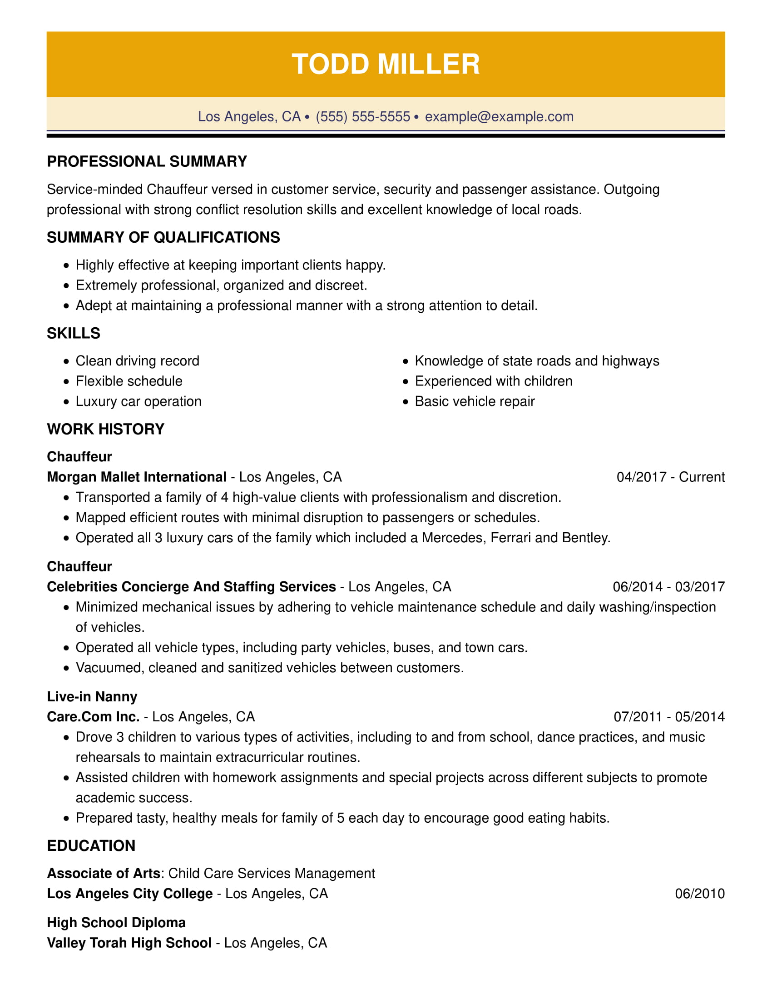 TODD MILLER
Los Angeles, CA • (555) 555-5555 • example@example.com
PROFESSIONAL SUMMARY
Service-minded Chauffeur versed in customer service, security and passenger assistance. Outgoing
professional with strong conflict resolution skills and excellent knowledge of local roads.
SUMMARY OF QUALIFICATIONS
• Highly effective at keeping important clients happy.
• Extremely professional, organized and discreet.
• Adept at maintaining a professional manner with a strong attention to detail.
SKILLS
• Clean driving record
• Flexible schedule
• Luxury car operation
• Knowledge of state roads and highways
• Experienced with children
• Basic vehicle repair
WORK HISTORY
Chauffeur
Morgan Mallet International - Los Angeles, CA 04/2017 - Current
• Transported a family of 4 high-value clients with professionalism and discretion.
• Mapped efficient routes with minimal disruption to passengers or schedules.
• Operated all 3 luxury cars of the family which included a Mercedes, Ferrari and Bentley.
Chauffeur
Celebrities Concierge And Staffing Services - Los Angeles, CA 06/2014 - 03/2017
• Minimized mechanical issues by adhering to vehicle maintenance schedule and daily washing/inspection
of vehicles.
• Operated all vehicle types, including party vehicles, buses, and town cars.
• Vacuumed, cleaned and sanitized vehicles between customers.
Live-in Nanny
Care.Com Inc. - Los Angeles, CA 07/2011 - 05/2014
• Drove 3 children to various types of activities, including to and from school, dance practices, and music
rehearsals to maintain extracurricular routines.
• Assisted children with homework assignments and special projects across different subjects to promote
academic success.
• Prepared tasty, healthy meals for family of 5 each day to encourage good eating habits.
EDUCATION
Associate of Arts: Child Care Services Management
Los Angeles City College - Los Angeles, CA 06/2010
High School Diploma
Valley Torah High School - Los Angeles, CA